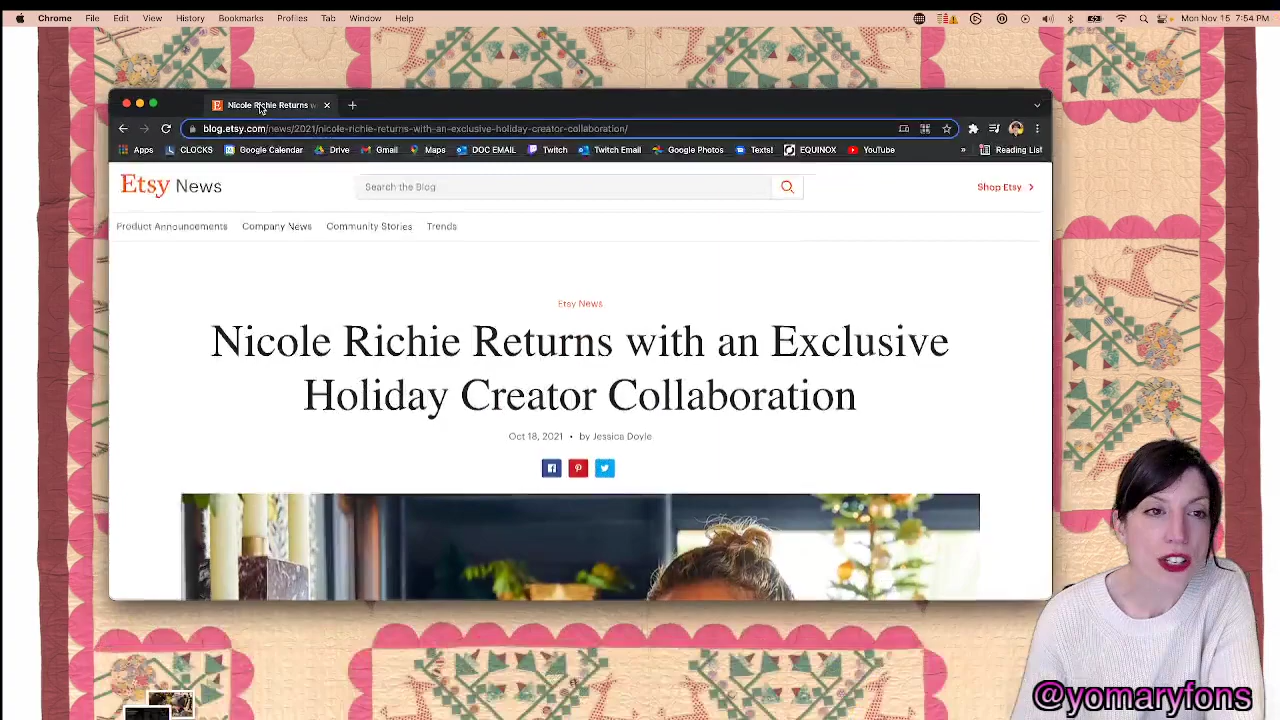 Chrome File Edit View History Bookmarks Profiles Tab Window Help Mon Nov 15 7:54 PM
Nicole Richie Returns w
blog.etsy.com/news/2021/nicole-richie-returns-with-an-exclusive-holiday-creator-collaboration/
Apps CLOCKS Google Calendar Drive Gmail Maps DOC EMAIL Twitch Twitch Email Google Photos Texts! EQUINOX YouTube » Reading List
Etsy News Search the Blog Shop Etsy
Product Announcements Company News Community Stories Trends
Etsy News
Nicole Richie Returns with an Exclusive
Holiday Creator Collaboration
Oct 18, 2021 • by Jessica Doyle
@yomaryfons